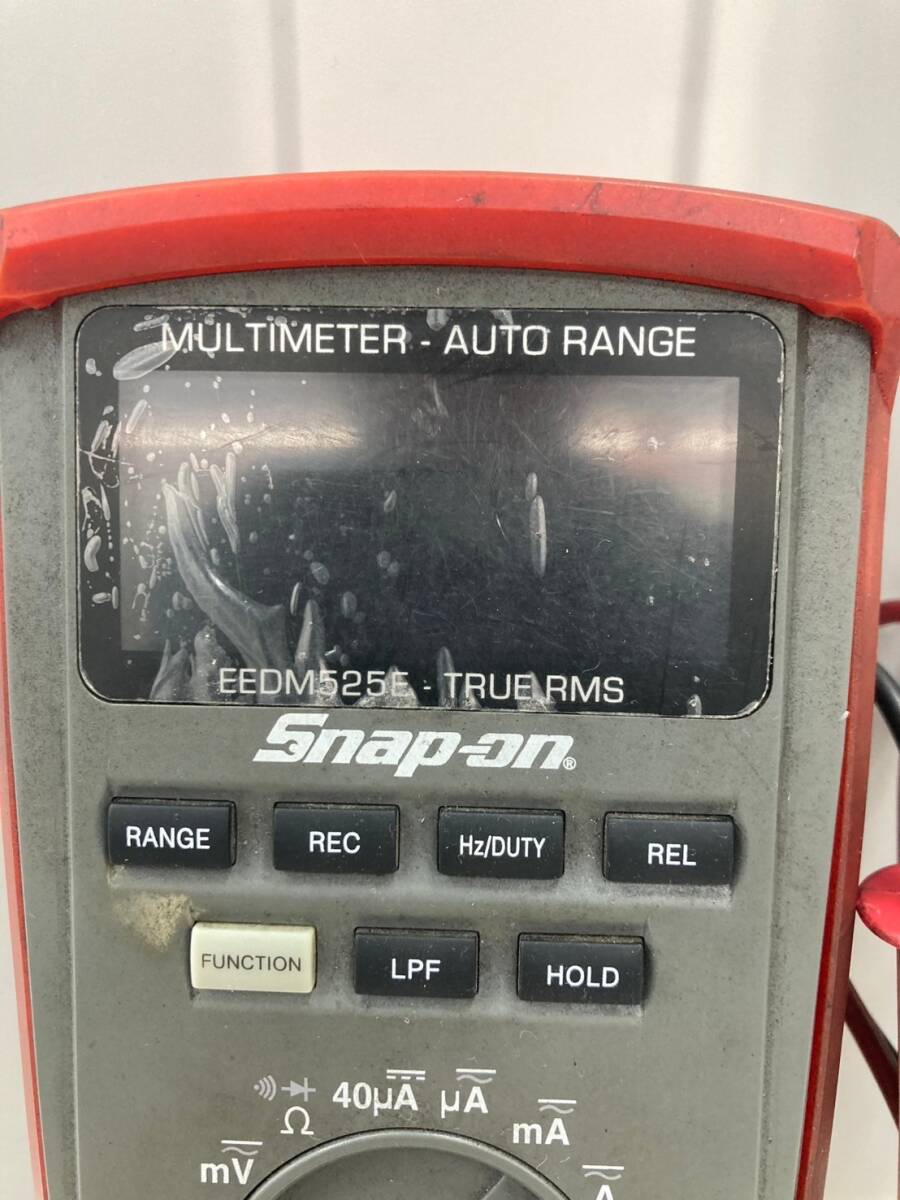 MULTIMETER - AUTO RANGE
EEDM525E - TRUE RMS
Snap-on®
RANGE REC Hz/DUTY REL
FUNCTION LPF HOLD
40μA μA
Ω mA
mV A